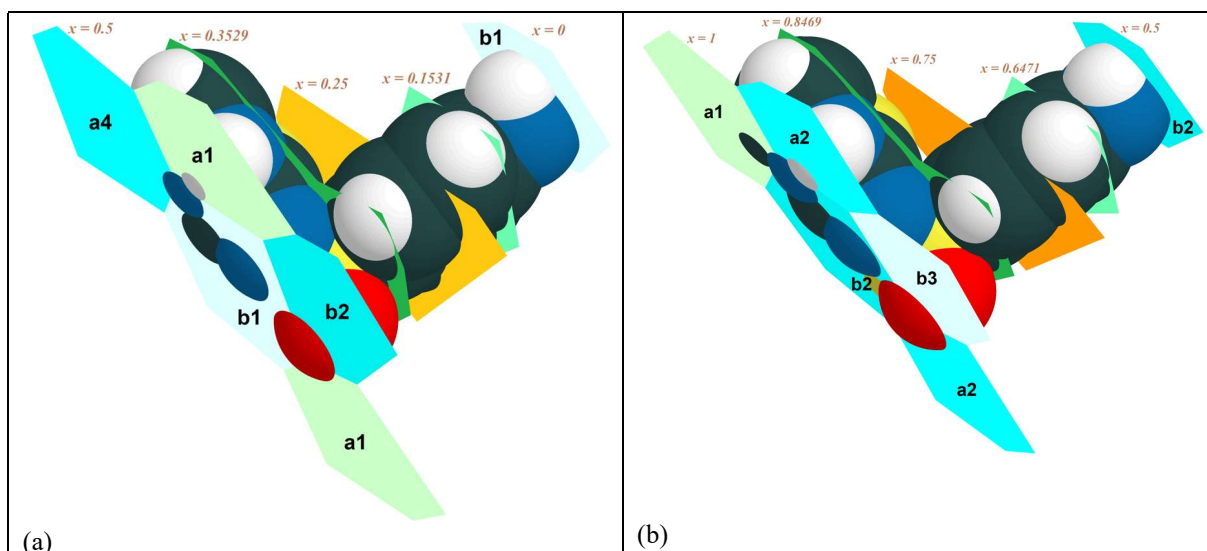 x = 0.5
x = 0.3529
b1
x = 0
x = 0.25
x = 0.1531
a4
a1
b1
b2
a1
(a)
x = 1
x = 0.8469
x = 0.5
x = 0.75
x = 0.6471
a1
a2
b2
b2
b3
a2
(b)